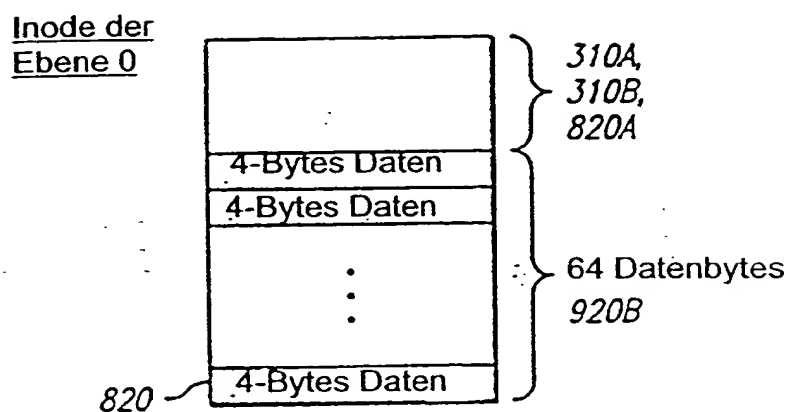 Inode der
Ebene 0
310A,
310B,
820A
4-Bytes Daten
4-Bytes Daten
64 Datenbytes
920B
4-Bytes Daten
820